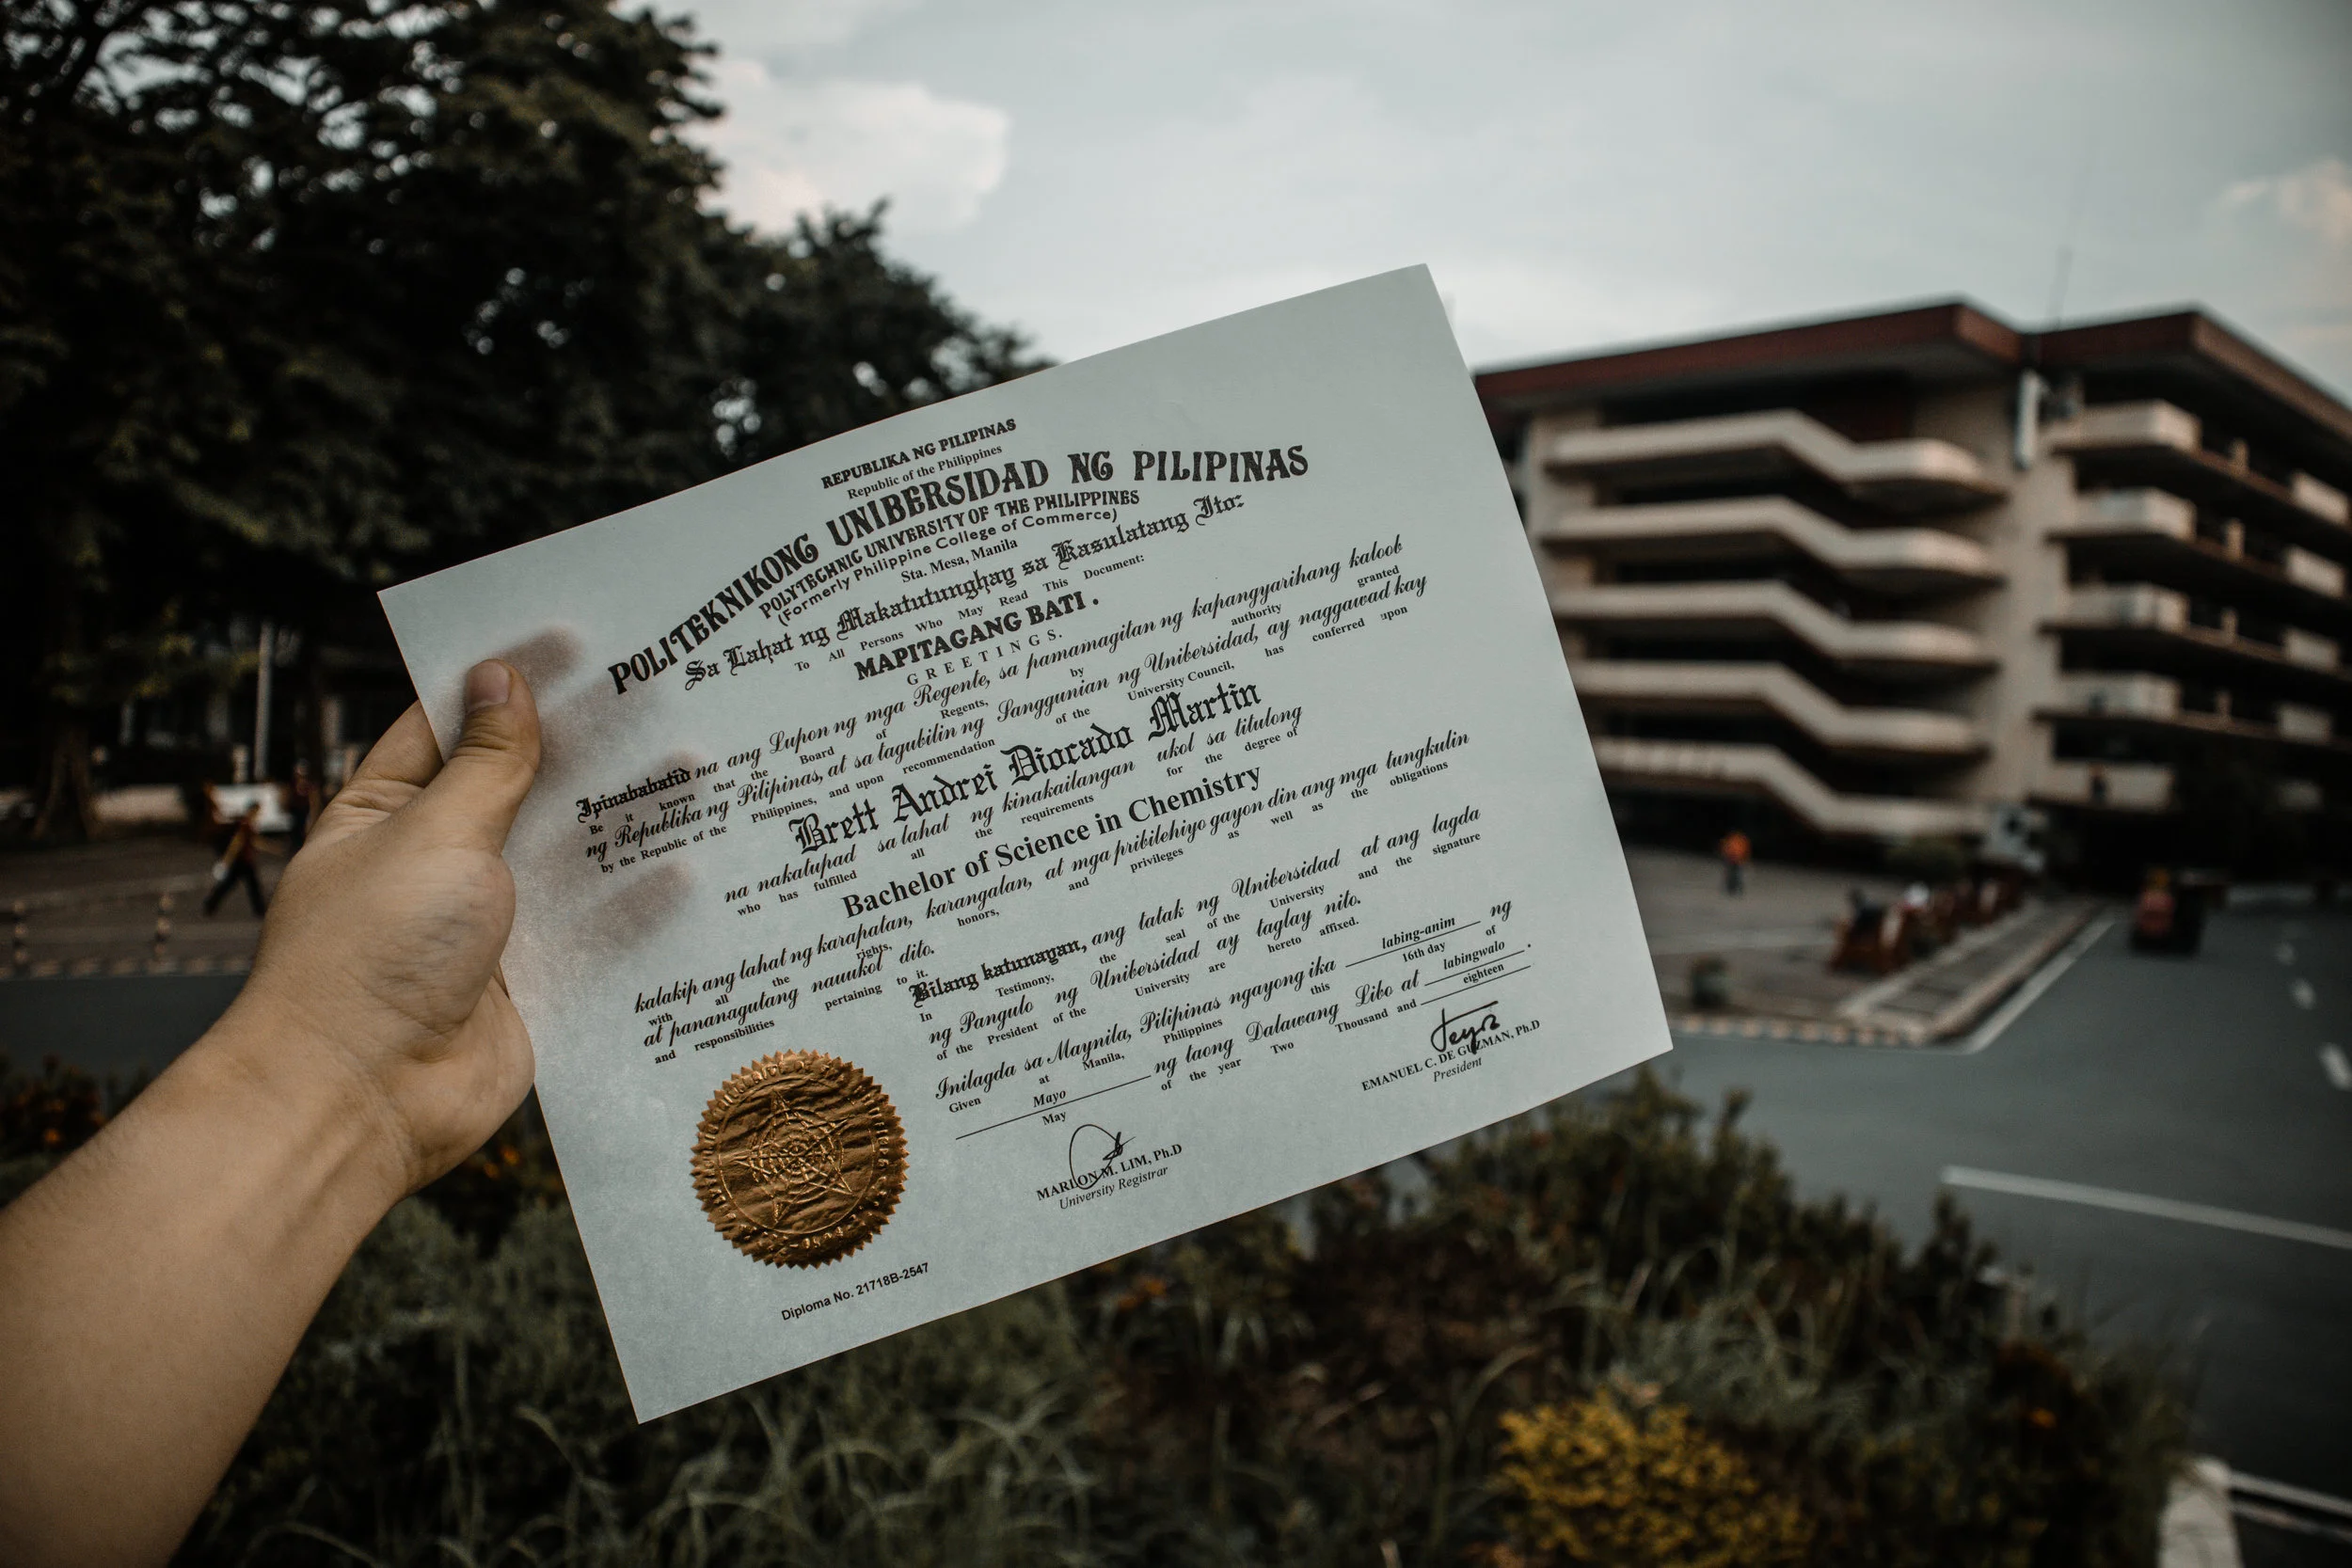 REPUBLIKA NG PILIPINAS
Republic of the Philippines
POLITEKNIKONG UNIBERSIDAD NG PILIPINAS
POLYTECHNIC UNIVERSITY OF THE PHILIPPINES
(Formerly Philippine College of Commerce)
Sta. Mesa, Manila
Sa Lahat ng Makatutunghay sa Kasulatang Ito:
To All Persons Who May Read This Document:
MAPITAGANG BATI.
GREETINGS.
Ipinababatid na ang Lupon ng mga Regente, sa pamamagitan ng kapangyarihang kaloob
Be it known that the Board of Regents, by authority granted
ng Republika ng Pilipinas, at sa tagubilin ng Sanggunian ng Unibersidad, ay naggawad kay
by the Republic of the Philippines, and upon recommendation of the University Council, has conferred upon
Brett Andrei Diocado Martin
na nakatupad sa lahat ng kinakailangan ukol sa titulong
who has fulfilled all the requirements for the degree of
Bachelor of Science in Chemistry
kalakip ang lahat ng karapatan, karangalan, at mga pribilehiyo gayon din ang mga tungkulin
with all the rights, honors, and privileges as well as the obligations
at pananagutang nauukol dito.
and responsibilities pertaining to it.
Bilang katunayan, ang tatak ng Unibersidad at ang lagda
In Testimony, the seal of the University and the signature
ng Pangulo ng Unibersidad ay taglay nito.
of the President of the University are hereto affixed.
Inilagda sa Maynila, Pilipinas ngayong ika labing-anim ng
Given at Manila, Philippines this 16th day of
Mayo ng taong Dalawang Libo at labingwalo.
May of the year Two Thousand and eighteen
EMANUEL C. DE GUZMAN, Ph.D
President
MARLON M. LIM, Ph.D
University Registrar
Diploma No. 21718B-2547